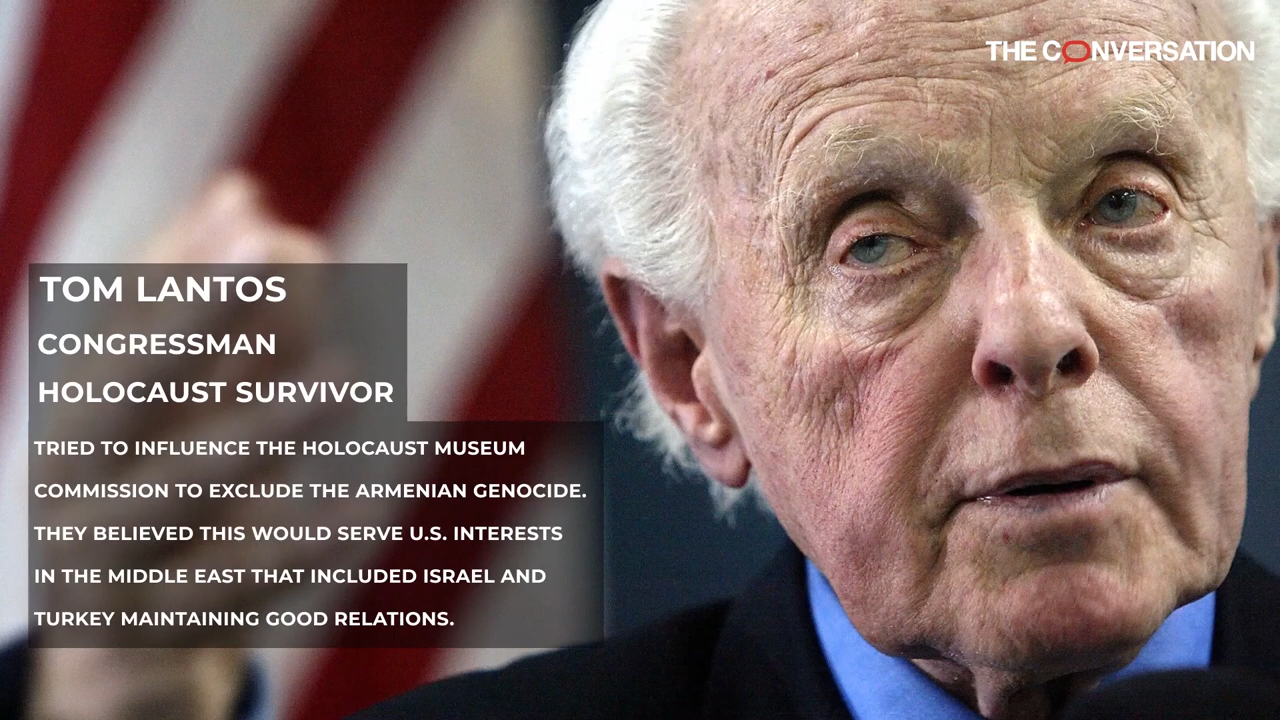 THE CONVERSATION
TOM LANTOS
CONGRESSMAN
HOLOCAUST SURVIVOR
TRIED TO INFLUENCE THE HOLOCAUST MUSEUM
COMMISSION TO EXCLUDE THE ARMENIAN GENOCIDE.
THEY BELIEVED THIS WOULD SERVE U.S. INTERESTS
IN THE MIDDLE EAST THAT INCLUDED ISRAEL AND
TURKEY MAINTAINING GOOD RELATIONS.